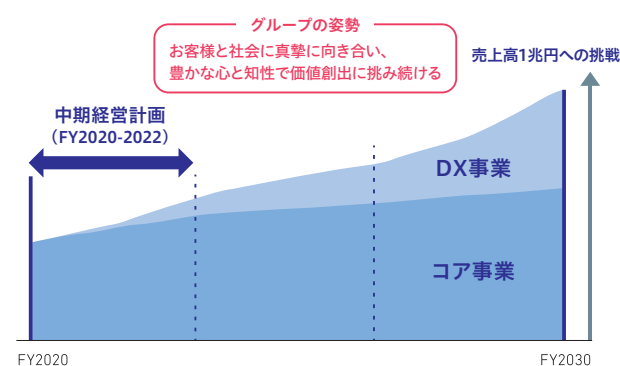 グループの姿勢
お客様と社会に真摯に向き合い、
豊かな心と知性で価値創出に挑み続ける
売上高1兆円への挑戦
中期経営計画
（FY2020-2022）
DX事業
コア事業
FY2020
FY2030